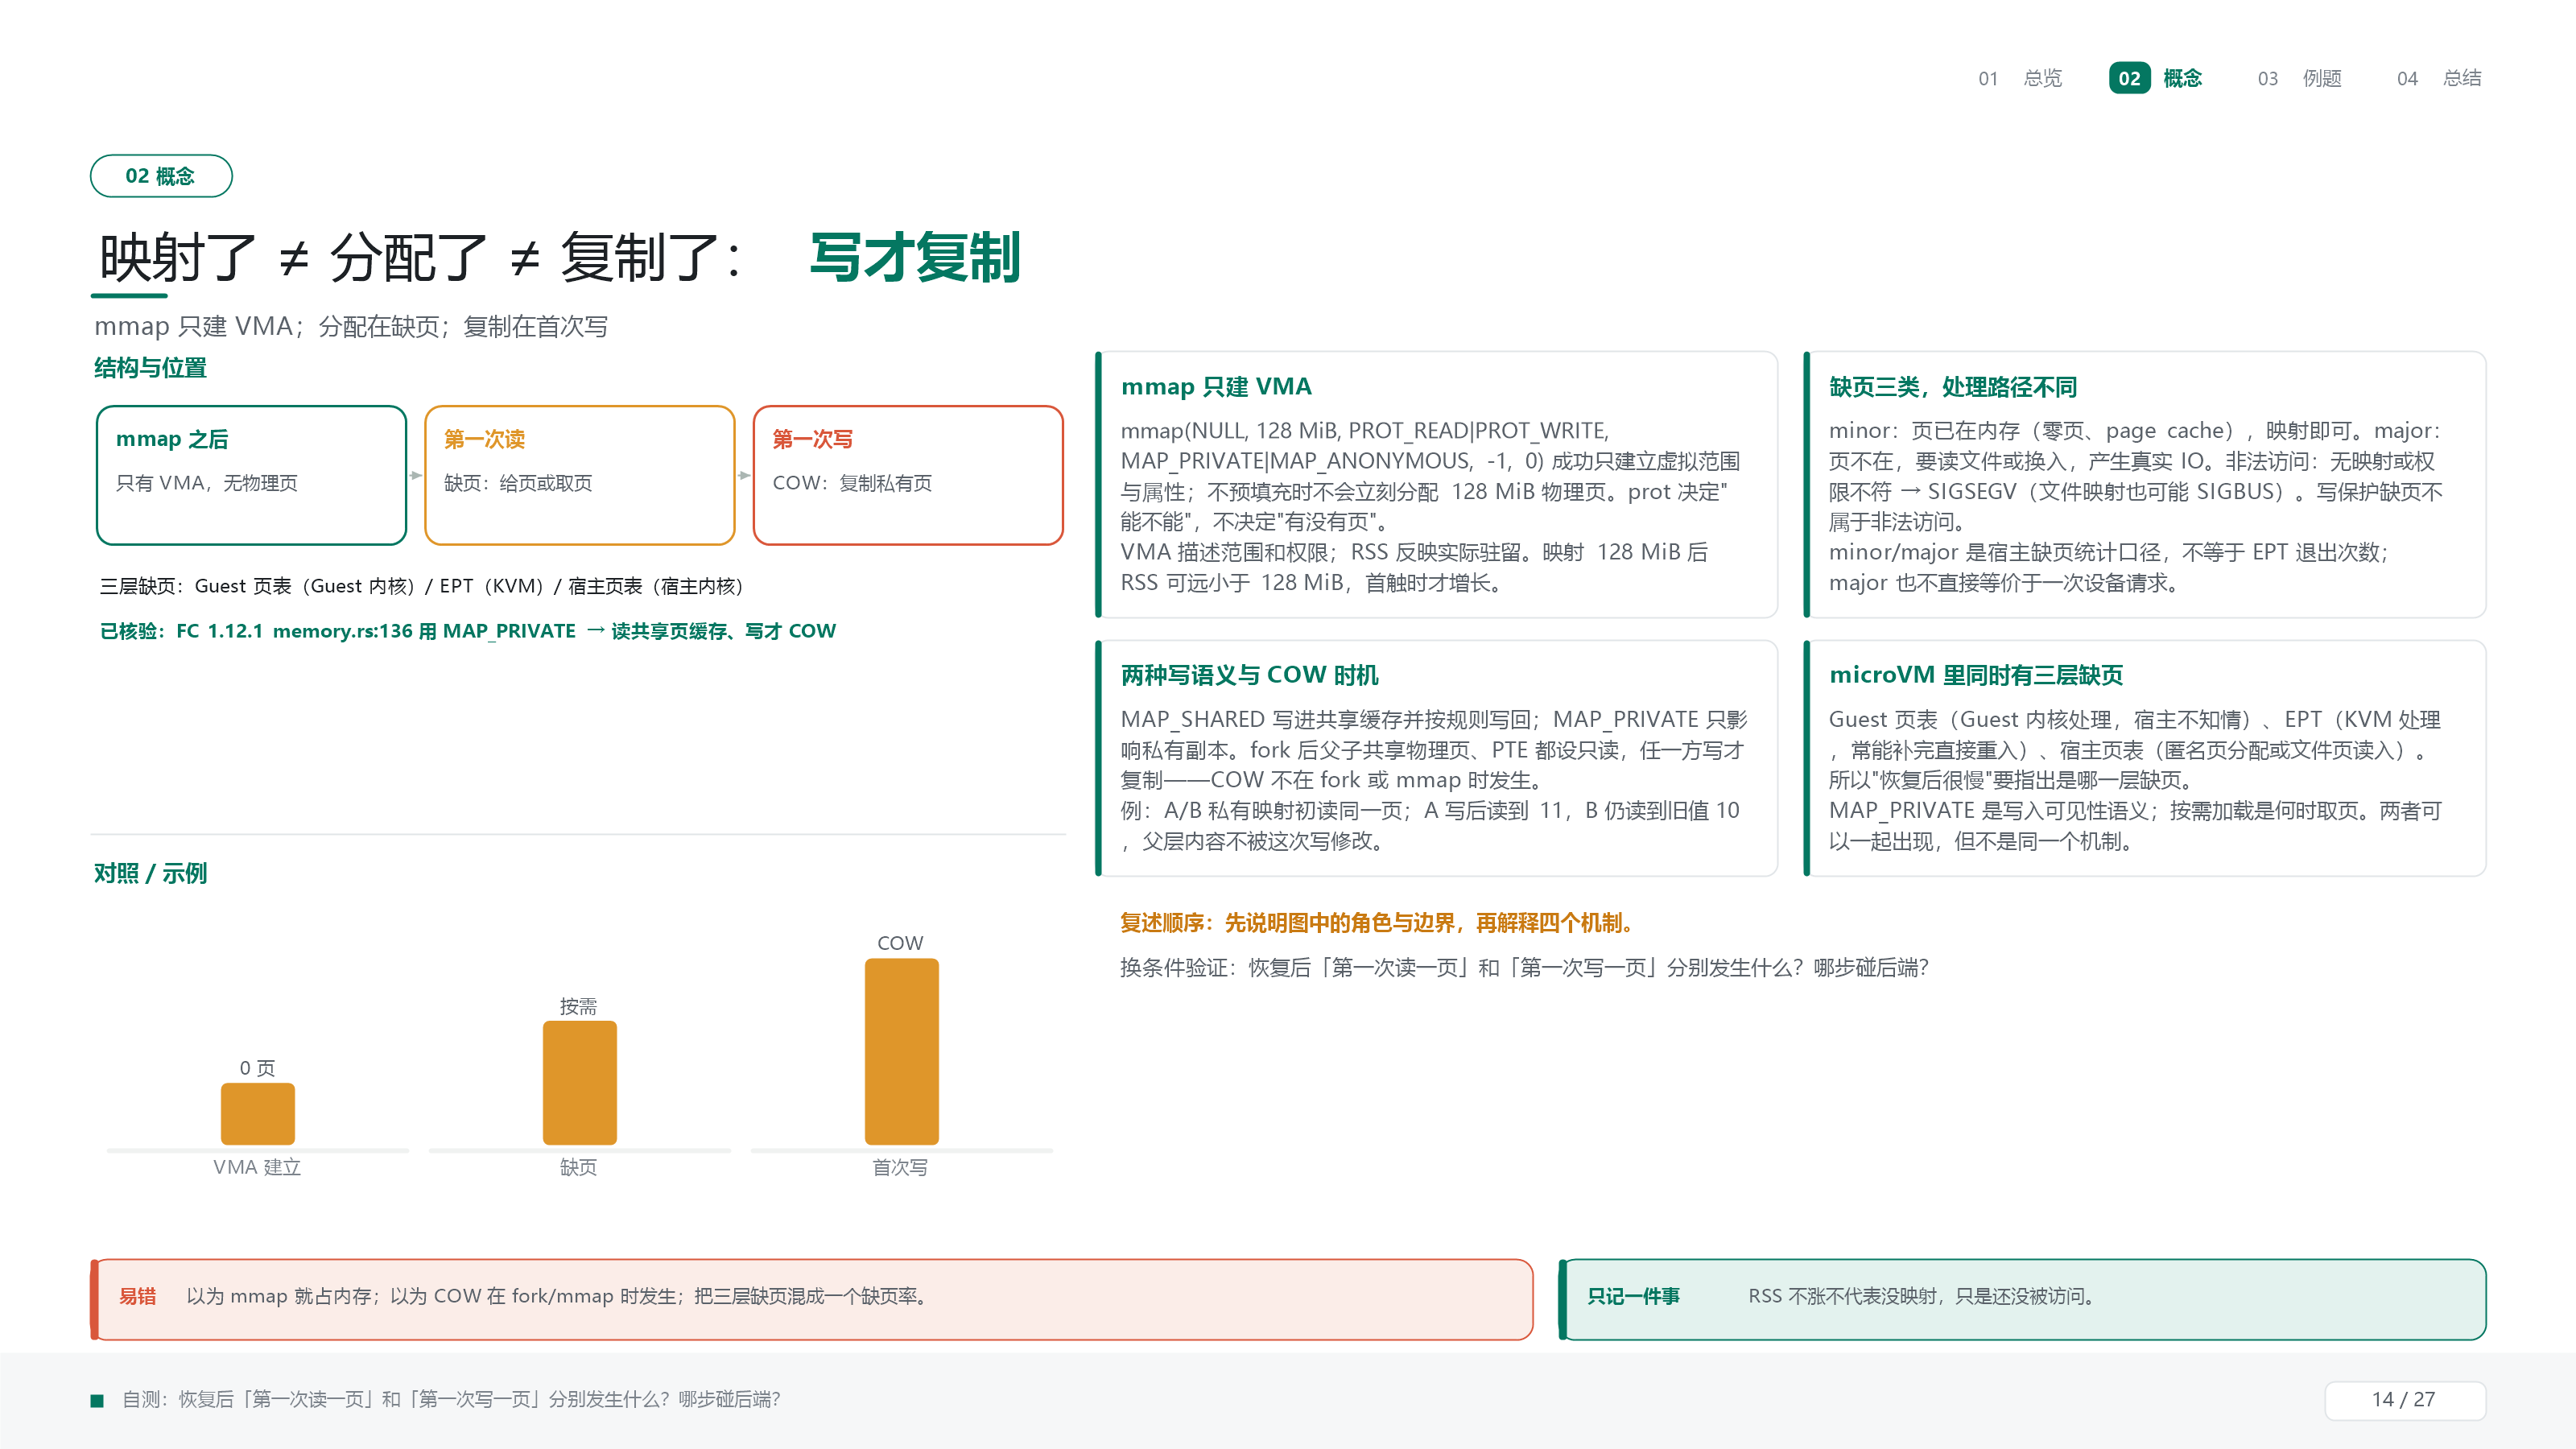 01 总览 02 概念 03 例题 04 总结
02 概念
映射了 ≠ 分配了 ≠ 复制了： 写才复制
mmap 只建 VMA；分配在缺页；复制在首次写
结构与位置
mmap 之后
只有 VMA，无物理页
第一次读
缺页：给页或取页
第一次写
COW：复制私有页
三层缺页：Guest 页表（Guest 内核）/ EPT（KVM）/ 宿主页表（宿主内核）
已核验：FC 1.12.1 memory.rs:136 用 MAP_PRIVATE → 读共享页缓存、写才 COW
对照 / 示例
0 页
按需
COW
VMA 建立
缺页
首次写
mmap 只建 VMA
mmap(NULL, 128 MiB, PROT_READ|PROT_WRITE,
MAP_PRIVATE|MAP_ANONYMOUS, -1, 0) 成功只建立虚拟范围
与属性；不预填充时不会立刻分配 128 MiB 物理页。prot 决定"
能不能"，不决定"有没有页"。
VMA 描述范围和权限；RSS 反映实际驻留。映射 128 MiB 后
RSS 可远小于 128 MiB，首触时才增长。
缺页三类，处理路径不同
minor：页已在内存（零页、page cache），映射即可。major：
页不在，要读文件或换入，产生真实 IO。非法访问：无映射或权
限不符 → SIGSEGV（文件映射也可能 SIGBUS）。写保护缺页不
属于非法访问。
minor/major 是宿主缺页统计口径，不等于 EPT 退出次数；
major 也不直接等价于一次设备请求。
两种写语义与 COW 时机
MAP_SHARED 写进共享缓存并按规则写回；MAP_PRIVATE 只影
响私有副本。fork 后父子共享物理页、PTE 都设只读，任一方写才
复制——COW 不在 fork 或 mmap 时发生。
例：A/B 私有映射初读同一页；A 写后读到 11，B 仍读到旧值 10
，父层内容不被这次写修改。
microVM 里同时有三层缺页
Guest 页表（Guest 内核处理，宿主不知情）、EPT（KVM 处理
，常能补完直接重入）、宿主页表（匿名页分配或文件页读入）。
所以"恢复后很慢"要指出是哪一层缺页。
MAP_PRIVATE 是写入可见性语义；按需加载是何时取页。两者可
以一起出现，但不是同一个机制。
复述顺序：先说明图中的角色与边界，再解释四个机制。
换条件验证：恢复后「第一次读一页」和「第一次写一页」分别发生什么？哪步碰后端？
易错 以为 mmap 就占内存；以为 COW 在 fork/mmap 时发生；把三层缺页混成一个缺页率。
只记一件事 RSS 不涨不代表没映射，只是还没被访问。
自测：恢复后「第一次读一页」和「第一次写一页」分别发生什么？哪步碰后端？
14 / 27